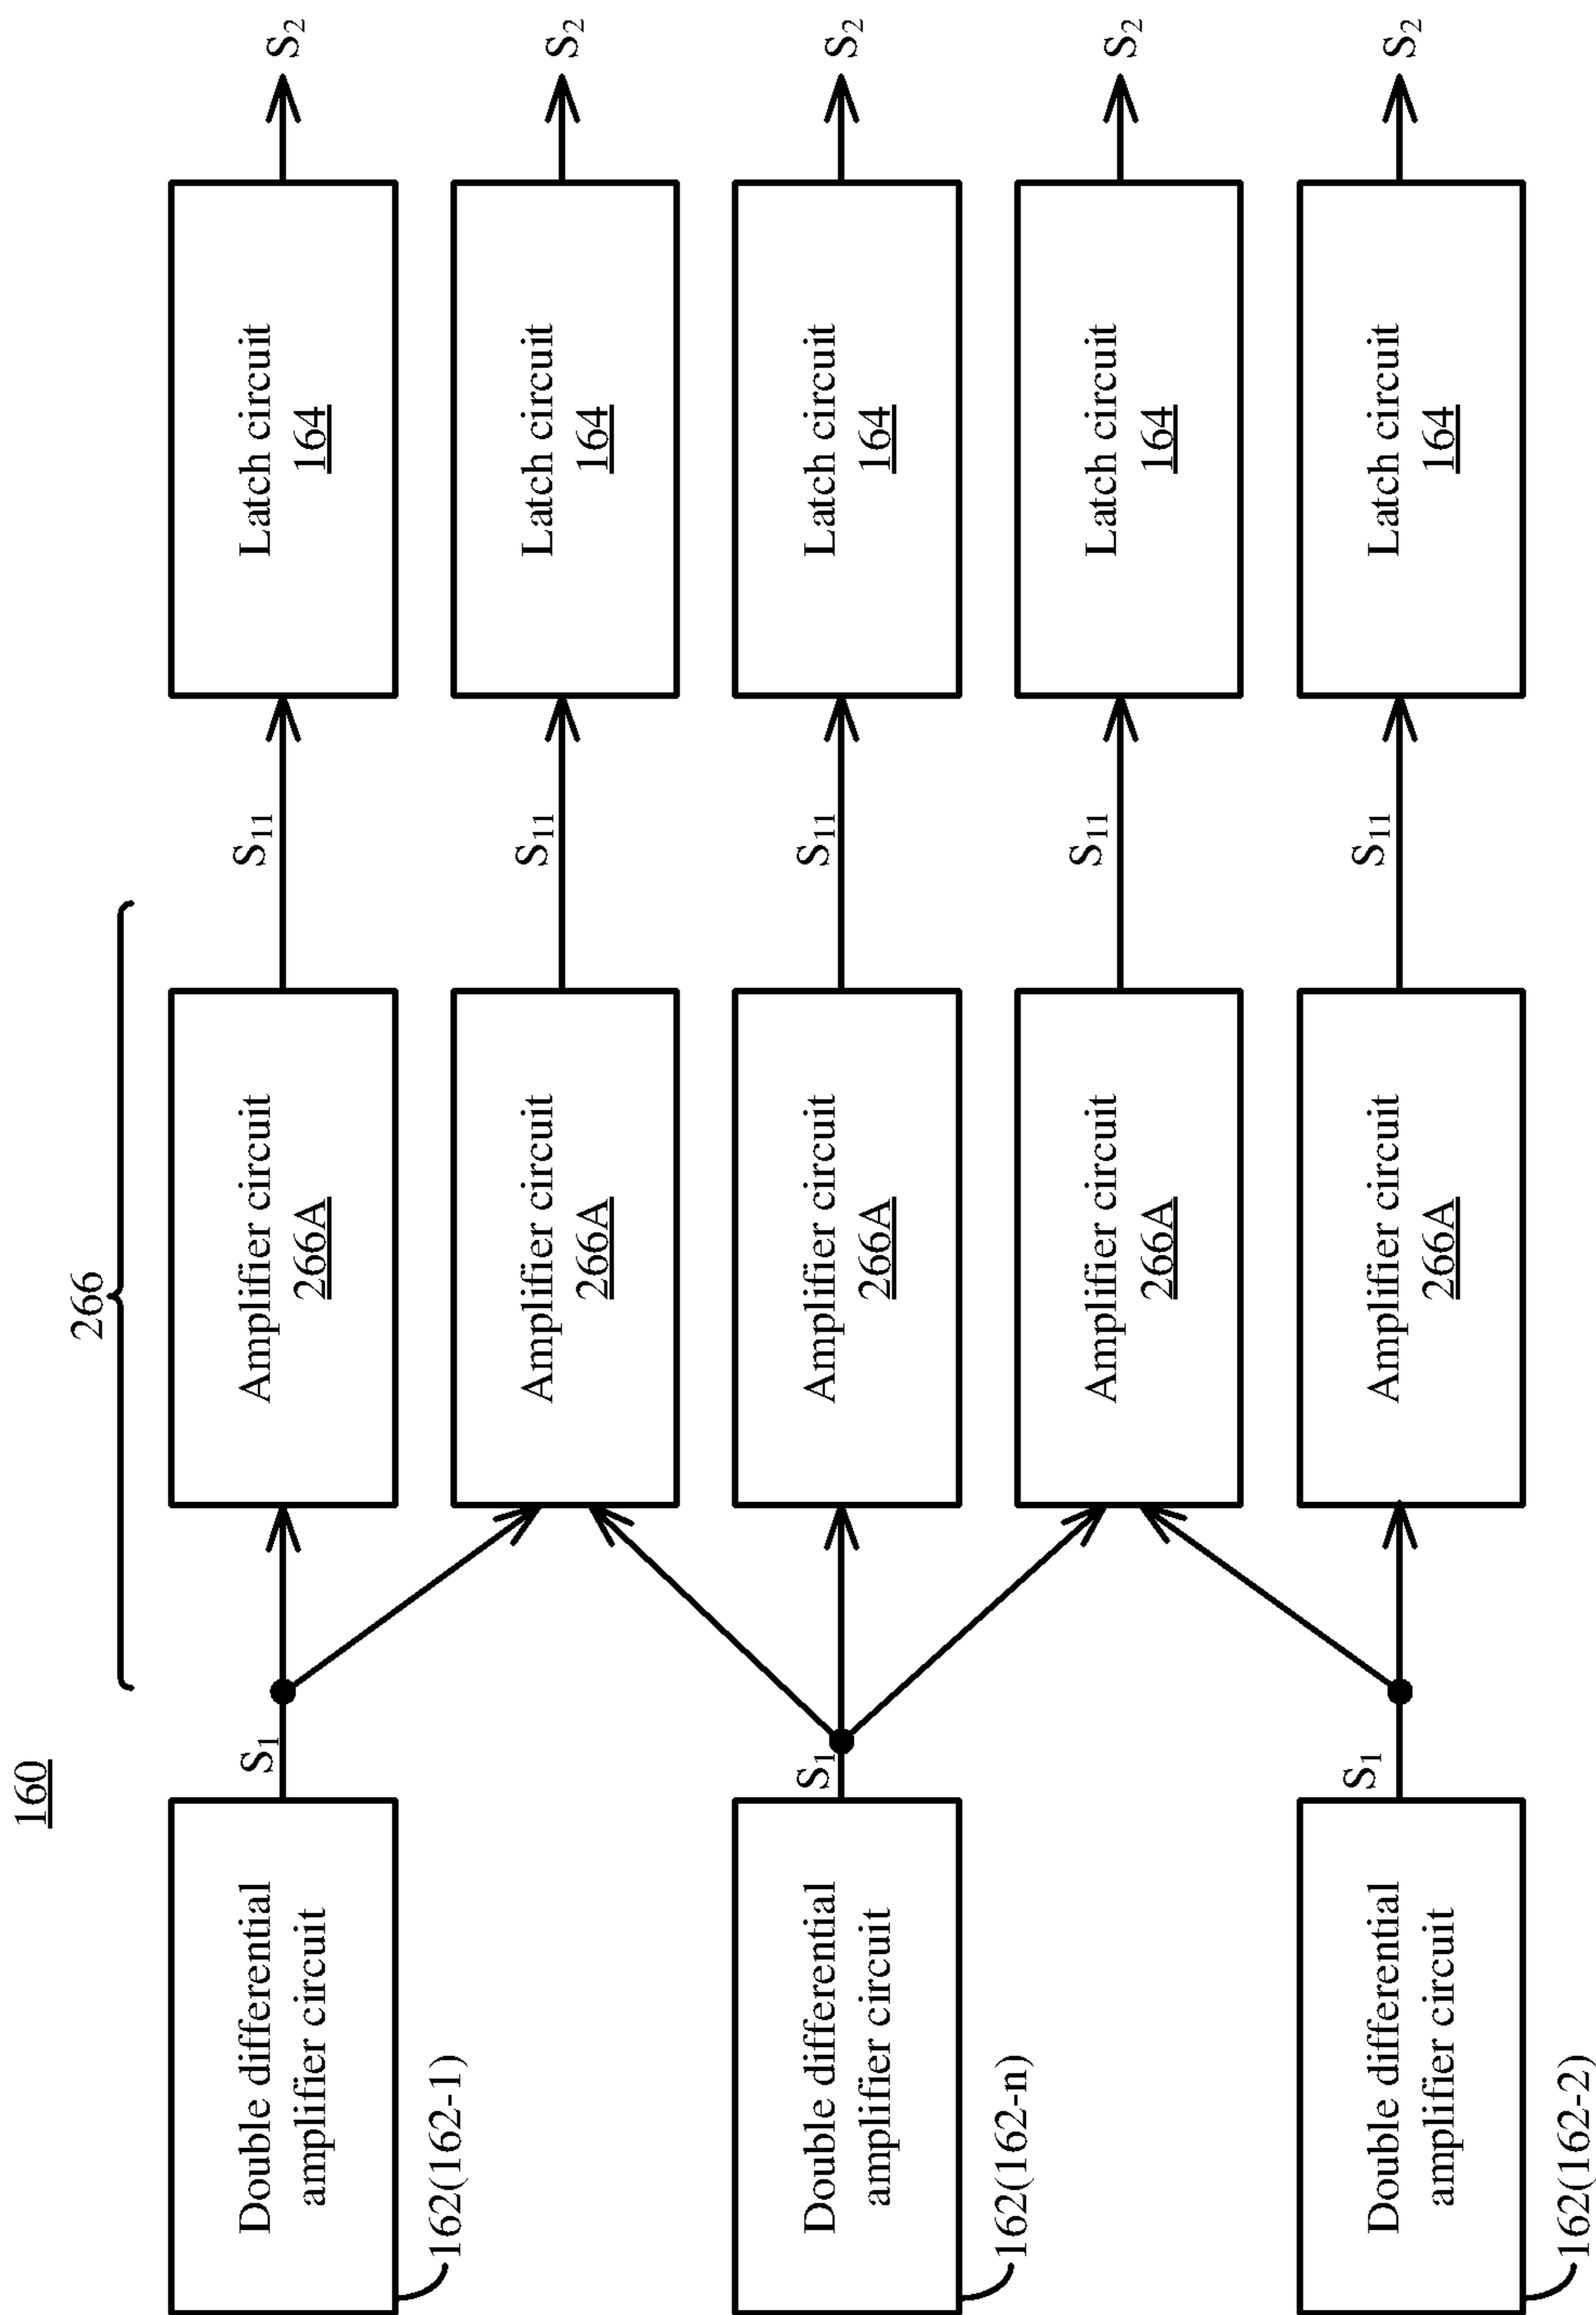 160
266
Double differential
amplifier circuit
162(162-1)
S1
Amplifier circuit
266A
S11
Latch circuit
164
S2
Amplifier circuit
266A
S11
Latch circuit
164
S2
Double differential
amplifier circuit
162(162-n)
S1
Amplifier circuit
266A
S11
Latch circuit
164
S2
Amplifier circuit
266A
S11
Latch circuit
164
S2
Double differential
amplifier circuit
162(162-2)
S1
Amplifier circuit
266A
S11
Latch circuit
164
S2